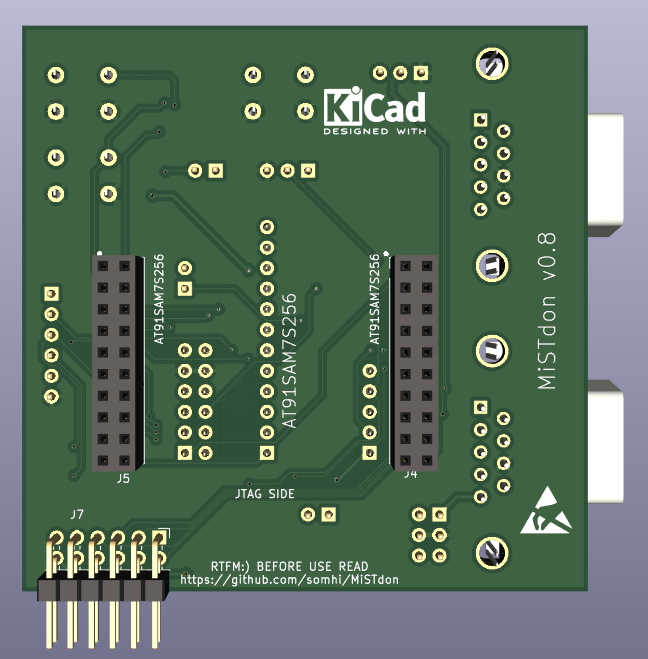 KiCad
DESIGNED WITH
MiSTdon v0.8
AT91SAM7S256
AT91SAM7S256
AT91SAM7S256
J5
J4
JTAG SIDE
J7
RTFM:) BEFORE USE READ
https://github.com/somhi/MiSTdon